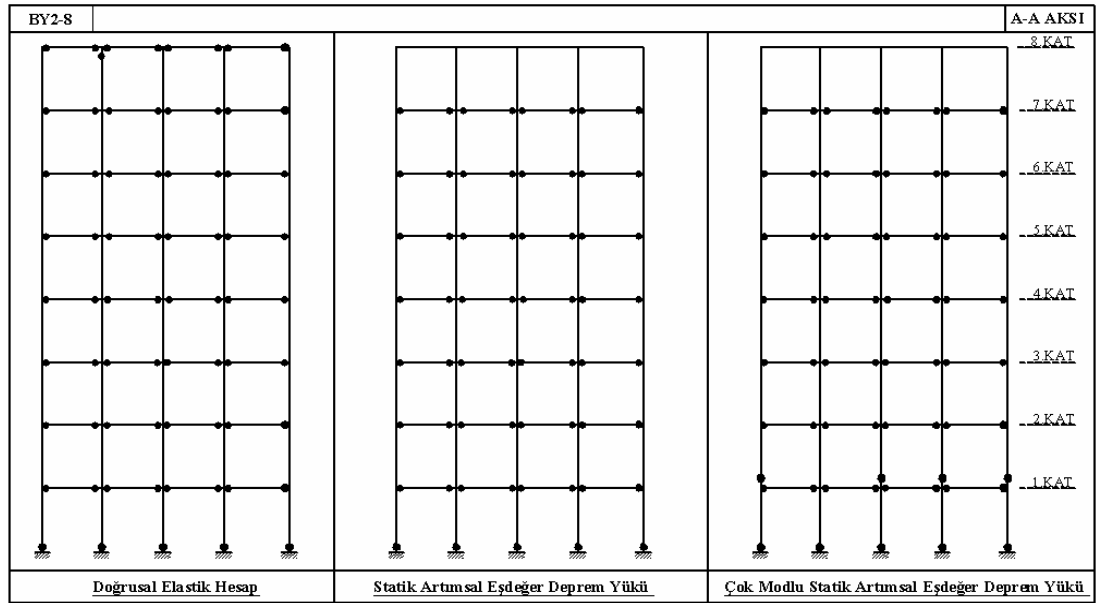 BY2-8
A-A AKSI
8.KAT
7.KAT
6.KAT
5.KAT
4.KAT
3.KAT
2.KAT
1.KAT
Doğrusal Elastik Hesap
Statik Artımsal Eşdeğer Deprem Yükü
Çok Modlu Statik Artımsal Eşdeğer Deprem Yükü